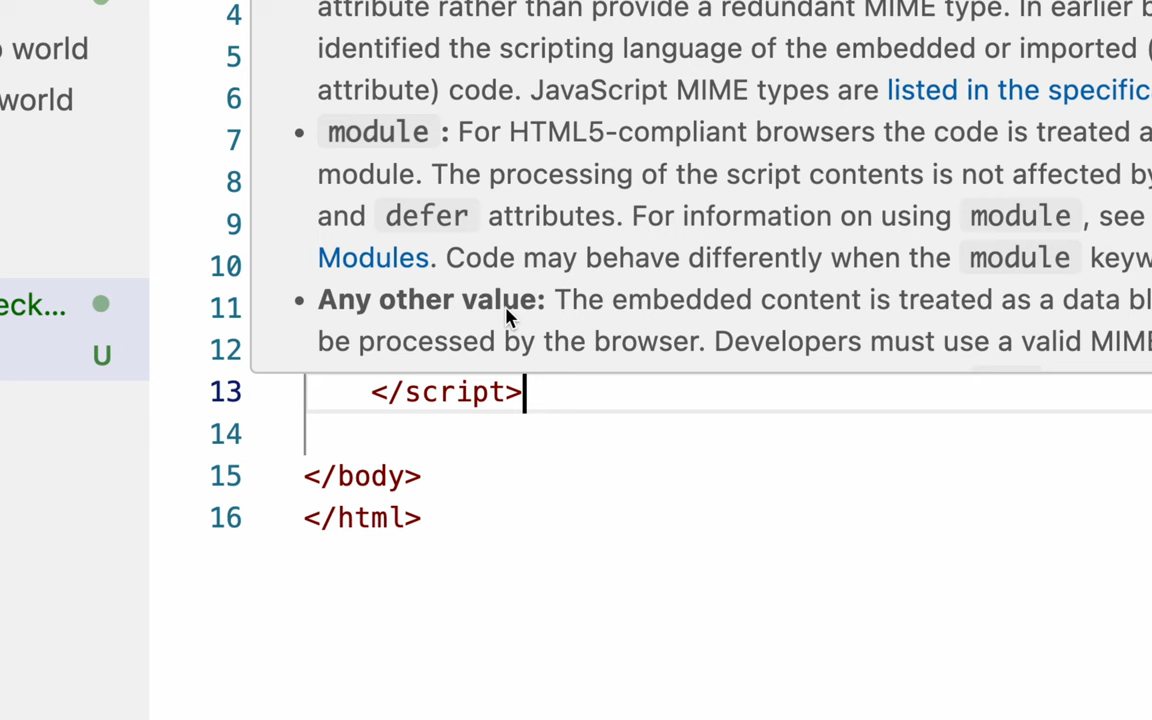 4
attribute rather than provide a redundant MIME type. In earlier b
o world
5
identified the scripting language of the embedded or imported (
world
6
attribute) code. JavaScript MIME types are listed in the specific
7
• module : For HTML5-compliant browsers the code is treated a
8
module. The processing of the script contents is not affected by
9
and defer attributes. For information on using module , see
10
Modules. Code may behave differently when the module keyw
eck...
11
• Any other value: The embedded content is treated as a data bl
U
12
be processed by the browser. Developers must use a valid MIME
13 </script>
14
15 </body>
16 </html>